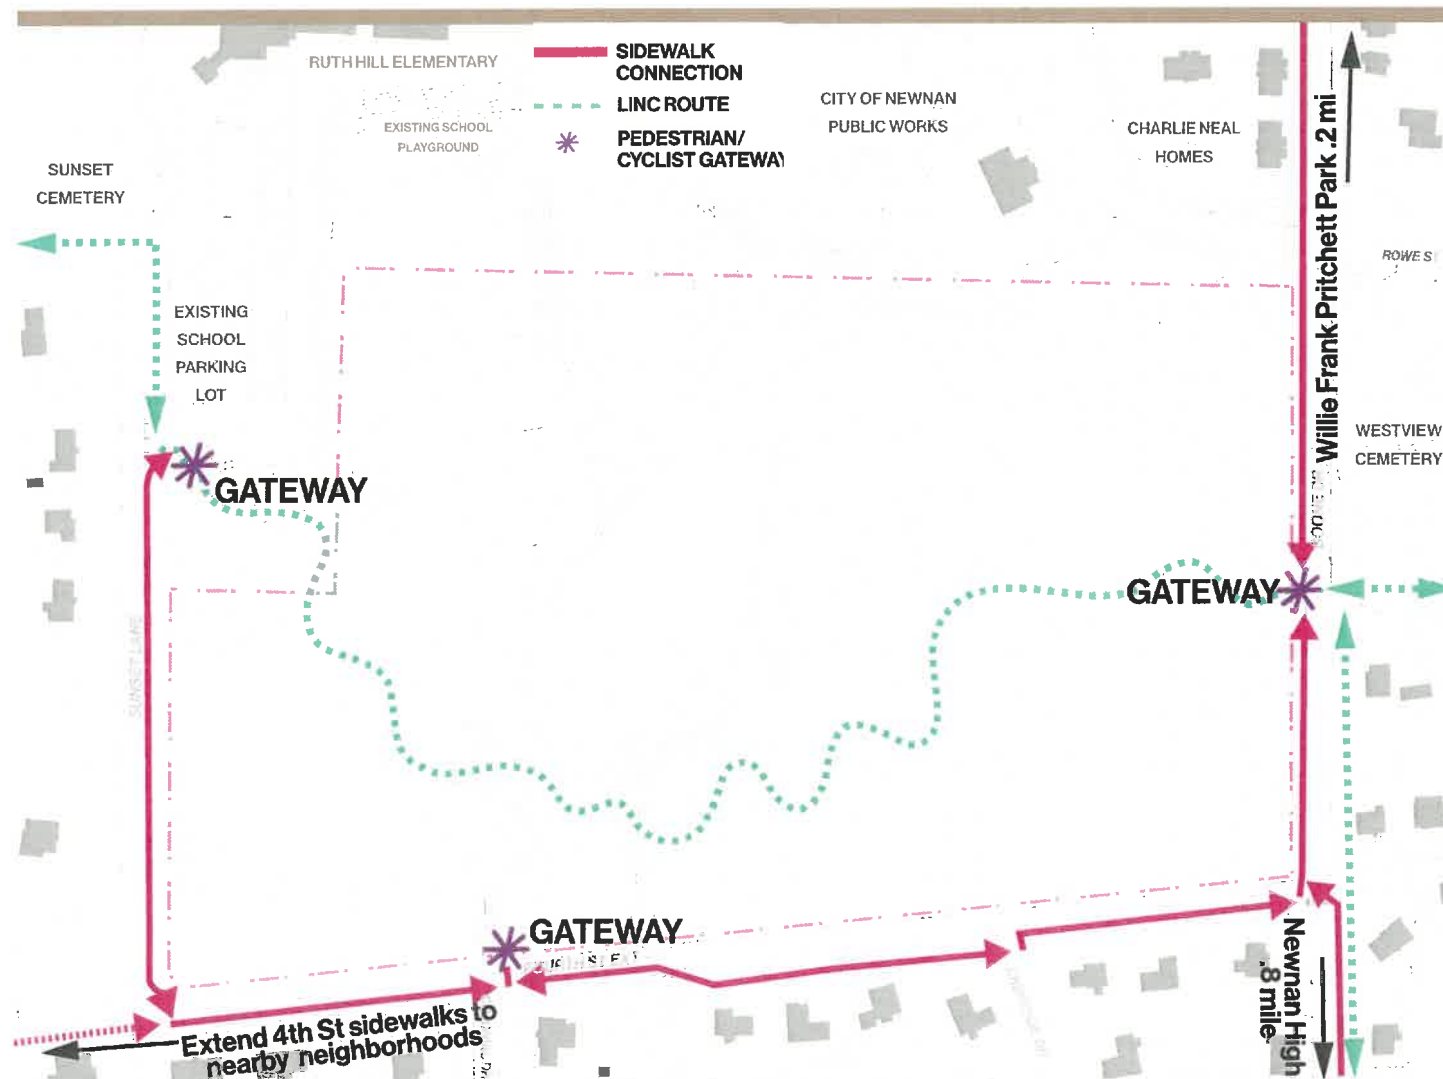 RUTH HILL ELEMENTARY
EXISTING SCHOOL
PLAYGROUND
SIDEWALK
CONNECTION
LINC ROUTE
PEDESTRIAN/
CYCLIST GATEWAY
CITY OF NEWNAN
PUBLIC WORKS
CHARLIE NEAL
HOMES
Willie Frank Pritchett Park .2 mi
ROWE S
SUNSET
CEMETERY
EXISTING
SCHOOL
PARKING
LOT
WESTVIEW
CEMETERY
GATEWAY
GATEWAY
SUNSET LANE
GATEWAY
Newnan High
.8 mile
Extend 4th St sidewalks to
nearby neighborhoods